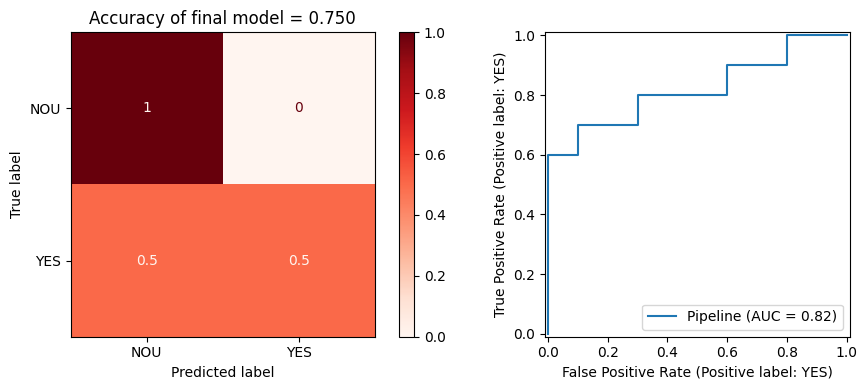 Accuracy of final model = 0.750
True label
NOU
YES
1
0
0.5
0.5
NOU
YES
Predicted label
1.0
0.8
0.6
0.4
0.2
0.0
True Positive Rate (Positive label: YES)
1.0
0.8
0.6
0.4
0.2
0.0
Pipeline (AUC = 0.82)
0.0
0.2
0.4
0.6
0.8
1.0
False Positive Rate (Positive label: YES)